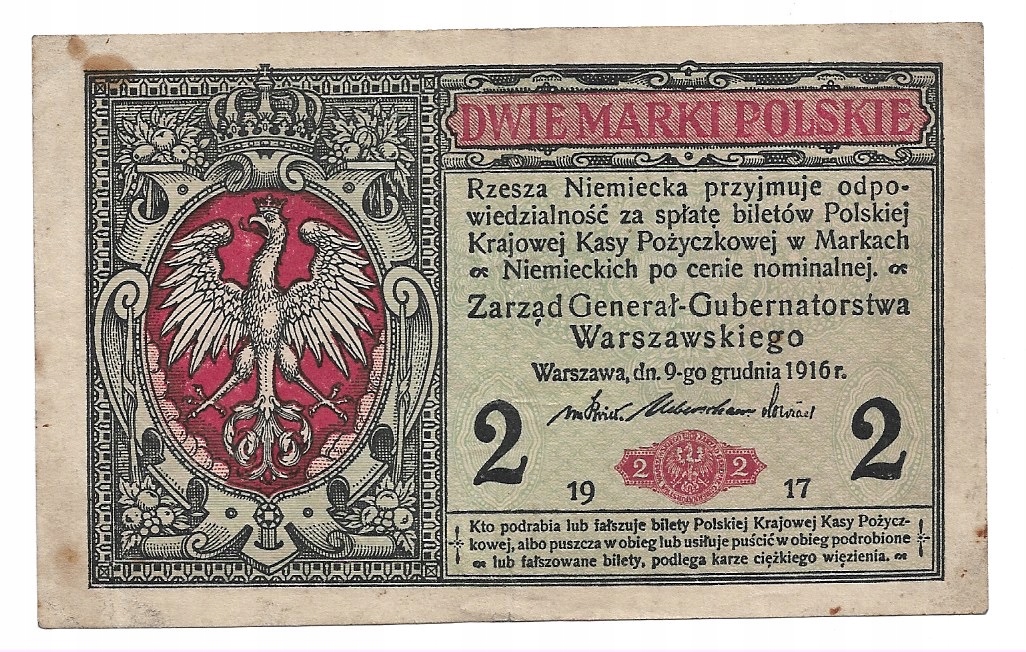 DWIE MARKI POLSKIE
Rzesza Niemiecka przyjmuje odpo-
wiedzialność za spłatę biletów Polskiej
Krajowej Kasy Pożyczkowej w Markach
Niemieckich po cenie nominalnej.
Zarząd Generał-Gubernatorstwa
Warszawskiego
Warszawa, dn. 9-go grudnia 1916 r.
2 2
2 2
19 17
Kto podrabia lub fałszuje bilety Polskiej Krajowej Kasy Pożycz-
kowej, albo puszcza w obieg lub usiłuje puścić w obieg podrobione
lub fałszowane bilety, podlega karze ciężkiego więzienia.